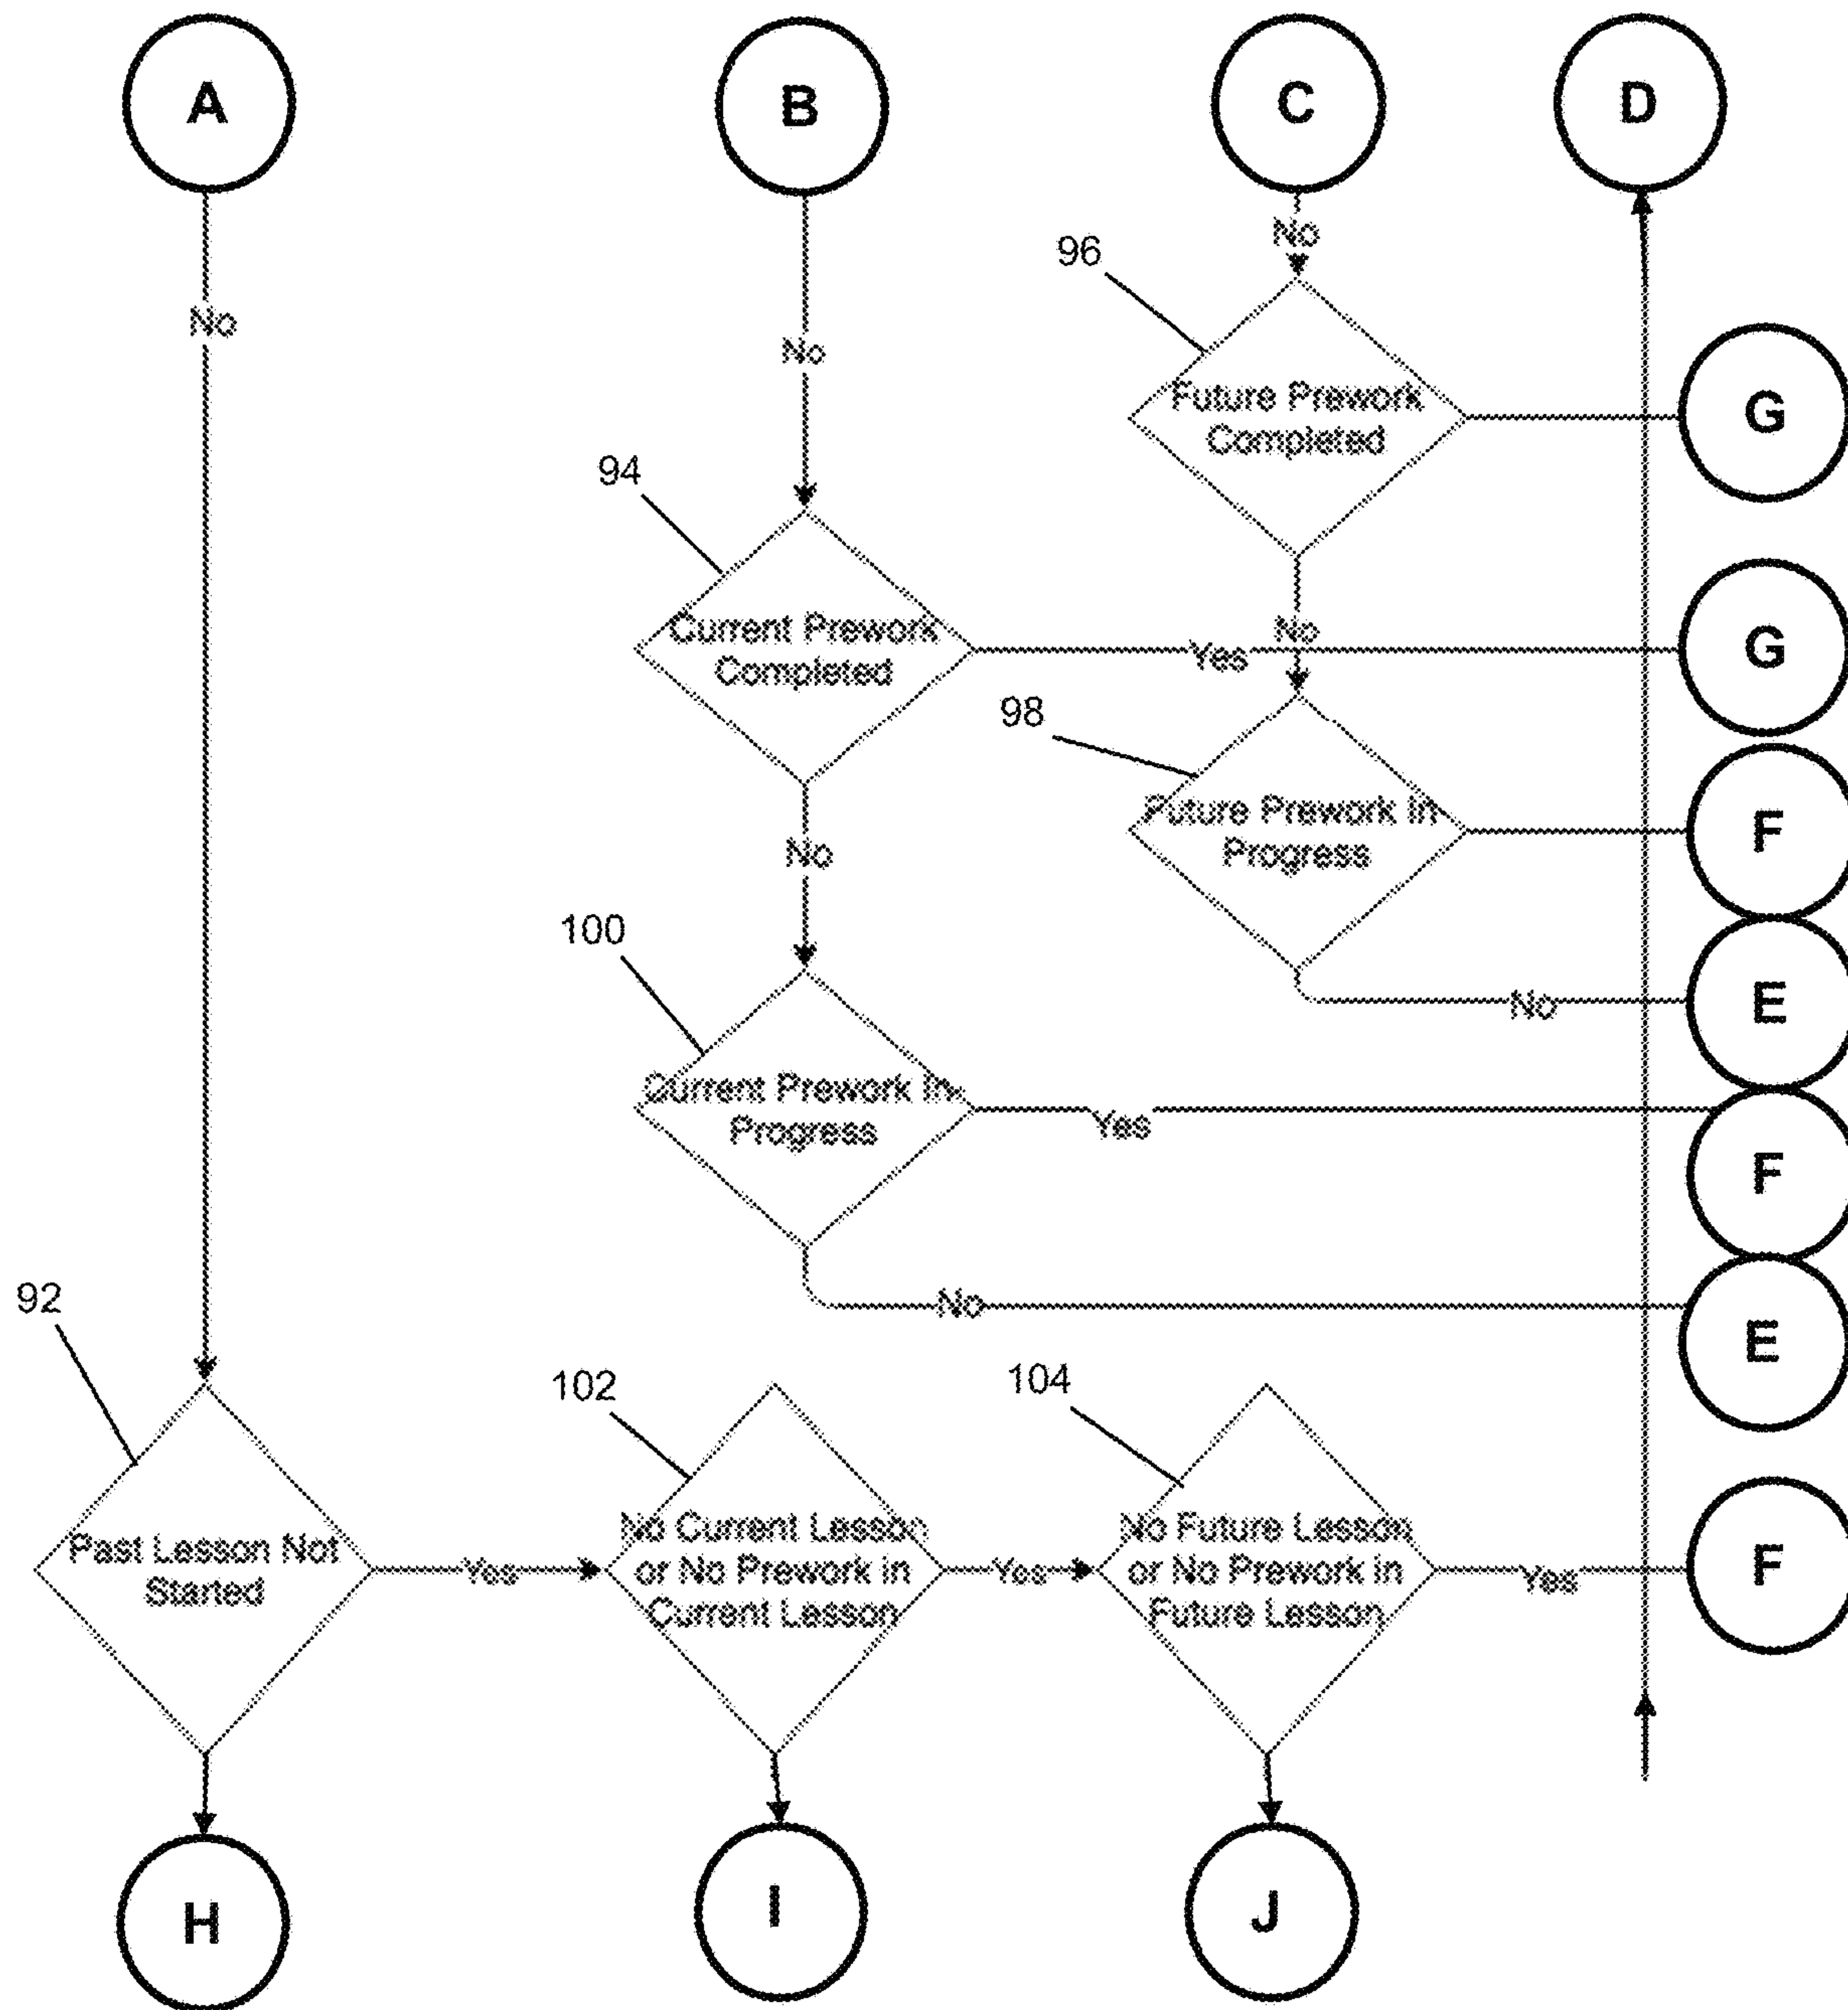 A
B
C
D
No
No
No
96
Future Prework
Completed
G
94
Current Prework
Completed
Yes
No
G
98
Future Prework In
Progress
F
No
100
Current Prework In
Progress
No
E
Yes
F
No
E
92
Past Lesson Not
Started
Yes
102
No Current Lesson
or No Prework in
Current Lesson
Yes
104
No Future Lesson
or No Prework in
Future Lesson
Yes
F
H
I
J